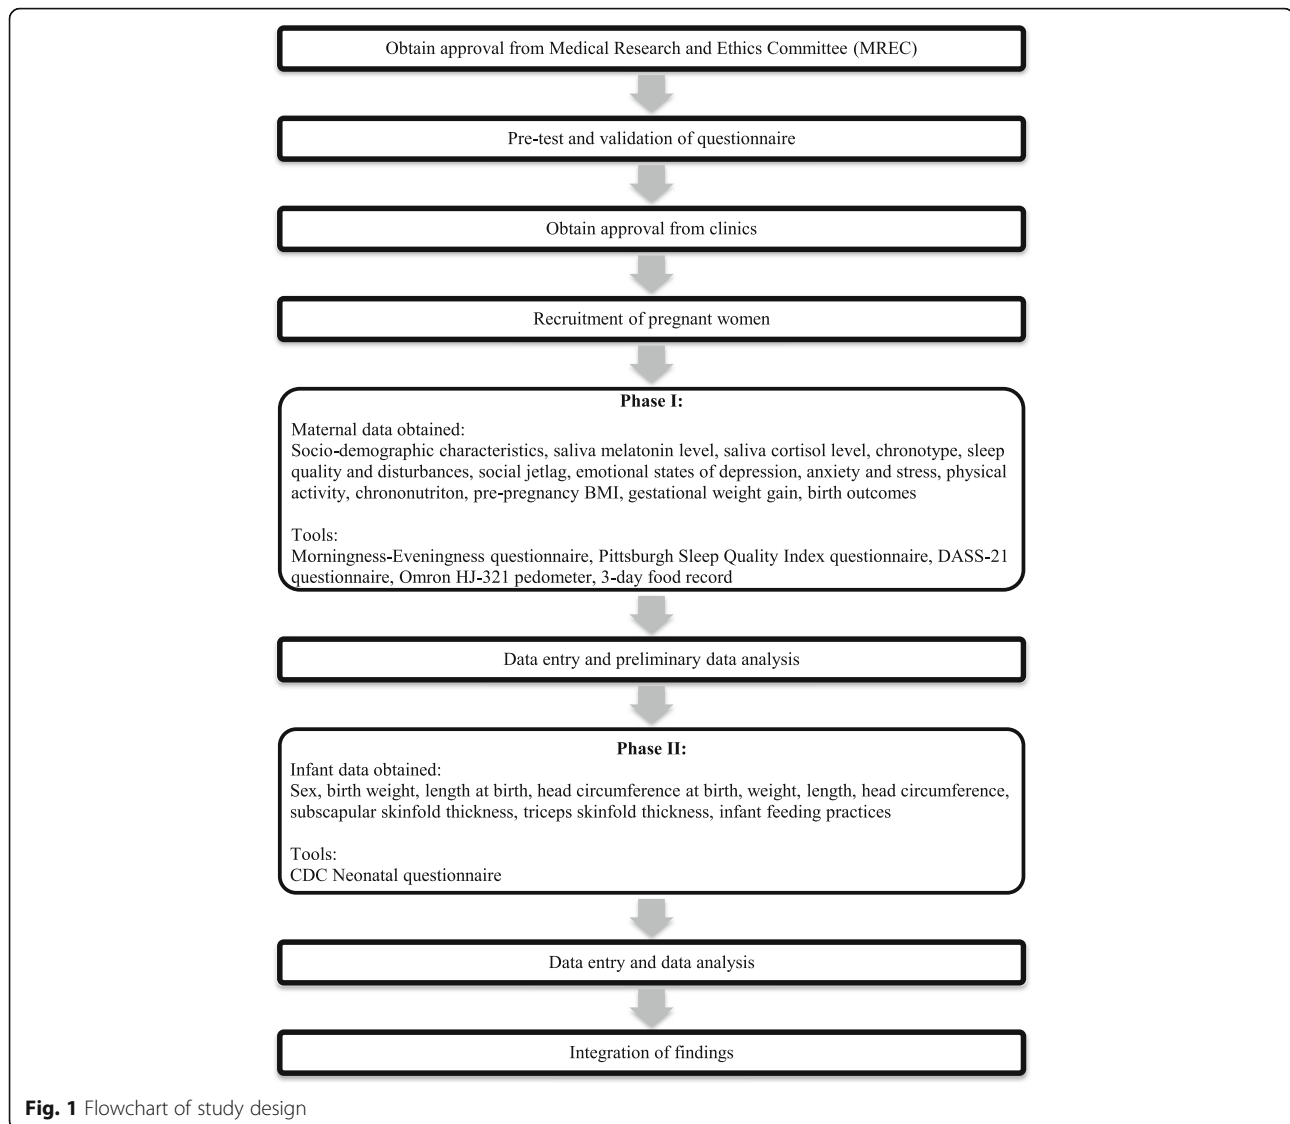 Obtain approval from Medical Research and Ethics Committee (MREC)
Pre-test and validation of questionnaire
Obtain approval from clinics
Recruitment of pregnant women
Phase I:
Maternal data obtained:
Socio-demographic characteristics, saliva melatonin level, saliva cortisol level, chronotype, sleep
quality and disturbances, social jetlag, emotional states of depression, anxiety and stress, physical
activity, chrononutriton, pre-pregnancy BMI, gestational weight gain, birth outcomes
Tools:
Morningness-Eveningness questionnaire, Pittsburgh Sleep Quality Index questionnaire, DASS-21
questionnaire, Omron HJ-321 pedometer, 3-day food record
Data entry and preliminary data analysis
Phase II:
Infant data obtained:
Sex, birth weight, length at birth, head circumference at birth, weight, length, head circumference,
subscapular skinfold thickness, triceps skinfold thickness, infant feeding practices
Tools:
CDC Neonatal questionnaire
Data entry and data analysis
Integration of findings
Fig. 1 Flowchart of study design